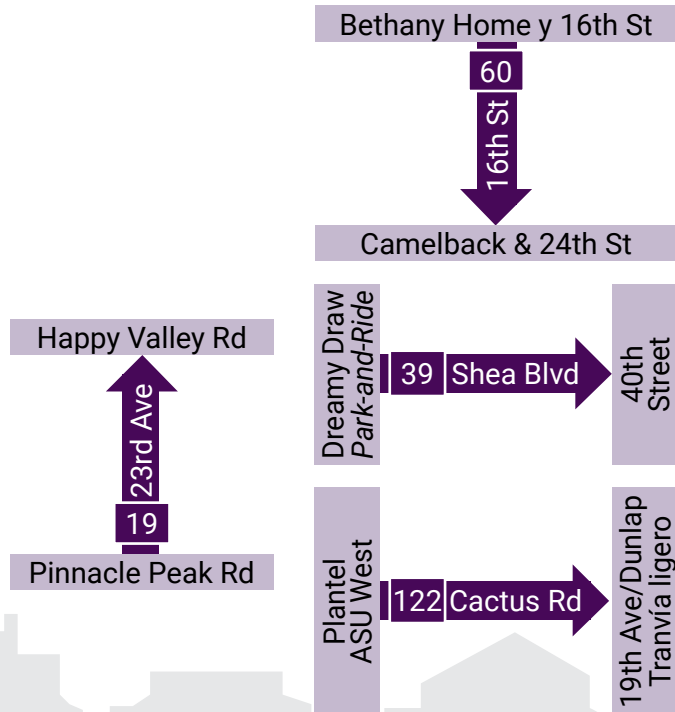 Bethany Home y 16th St
60
16th St
Camelback & 24th St
Happy Valley Rd
23rd Ave
19
Pinnacle Peak Rd
Dreamy Draw
Park-and-Ride
39
Shea Blvd
40th
Street
Plantel
ASU West
122
Cactus Rd
19th Ave/Dunlap
Tranvía ligero